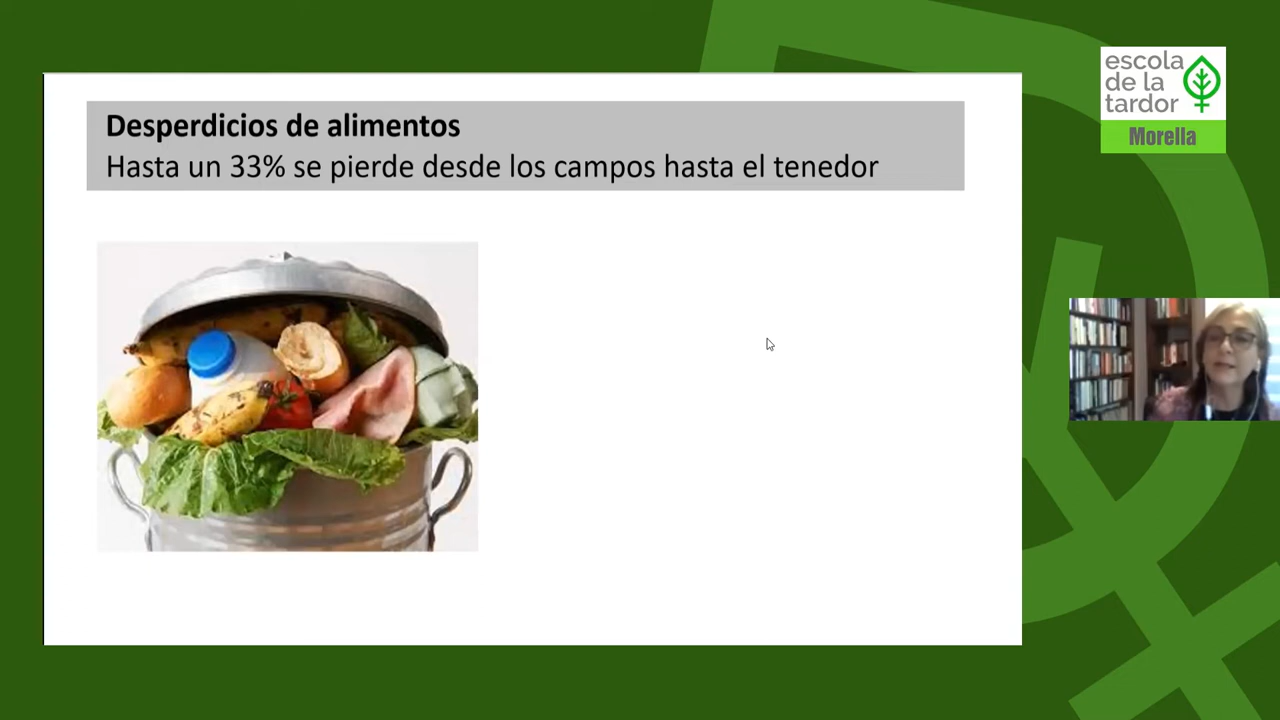 Desperdicios de alimentos
Hasta un 33% se pierde desde los campos hasta el tenedor
escola
de la
tardor
Morella